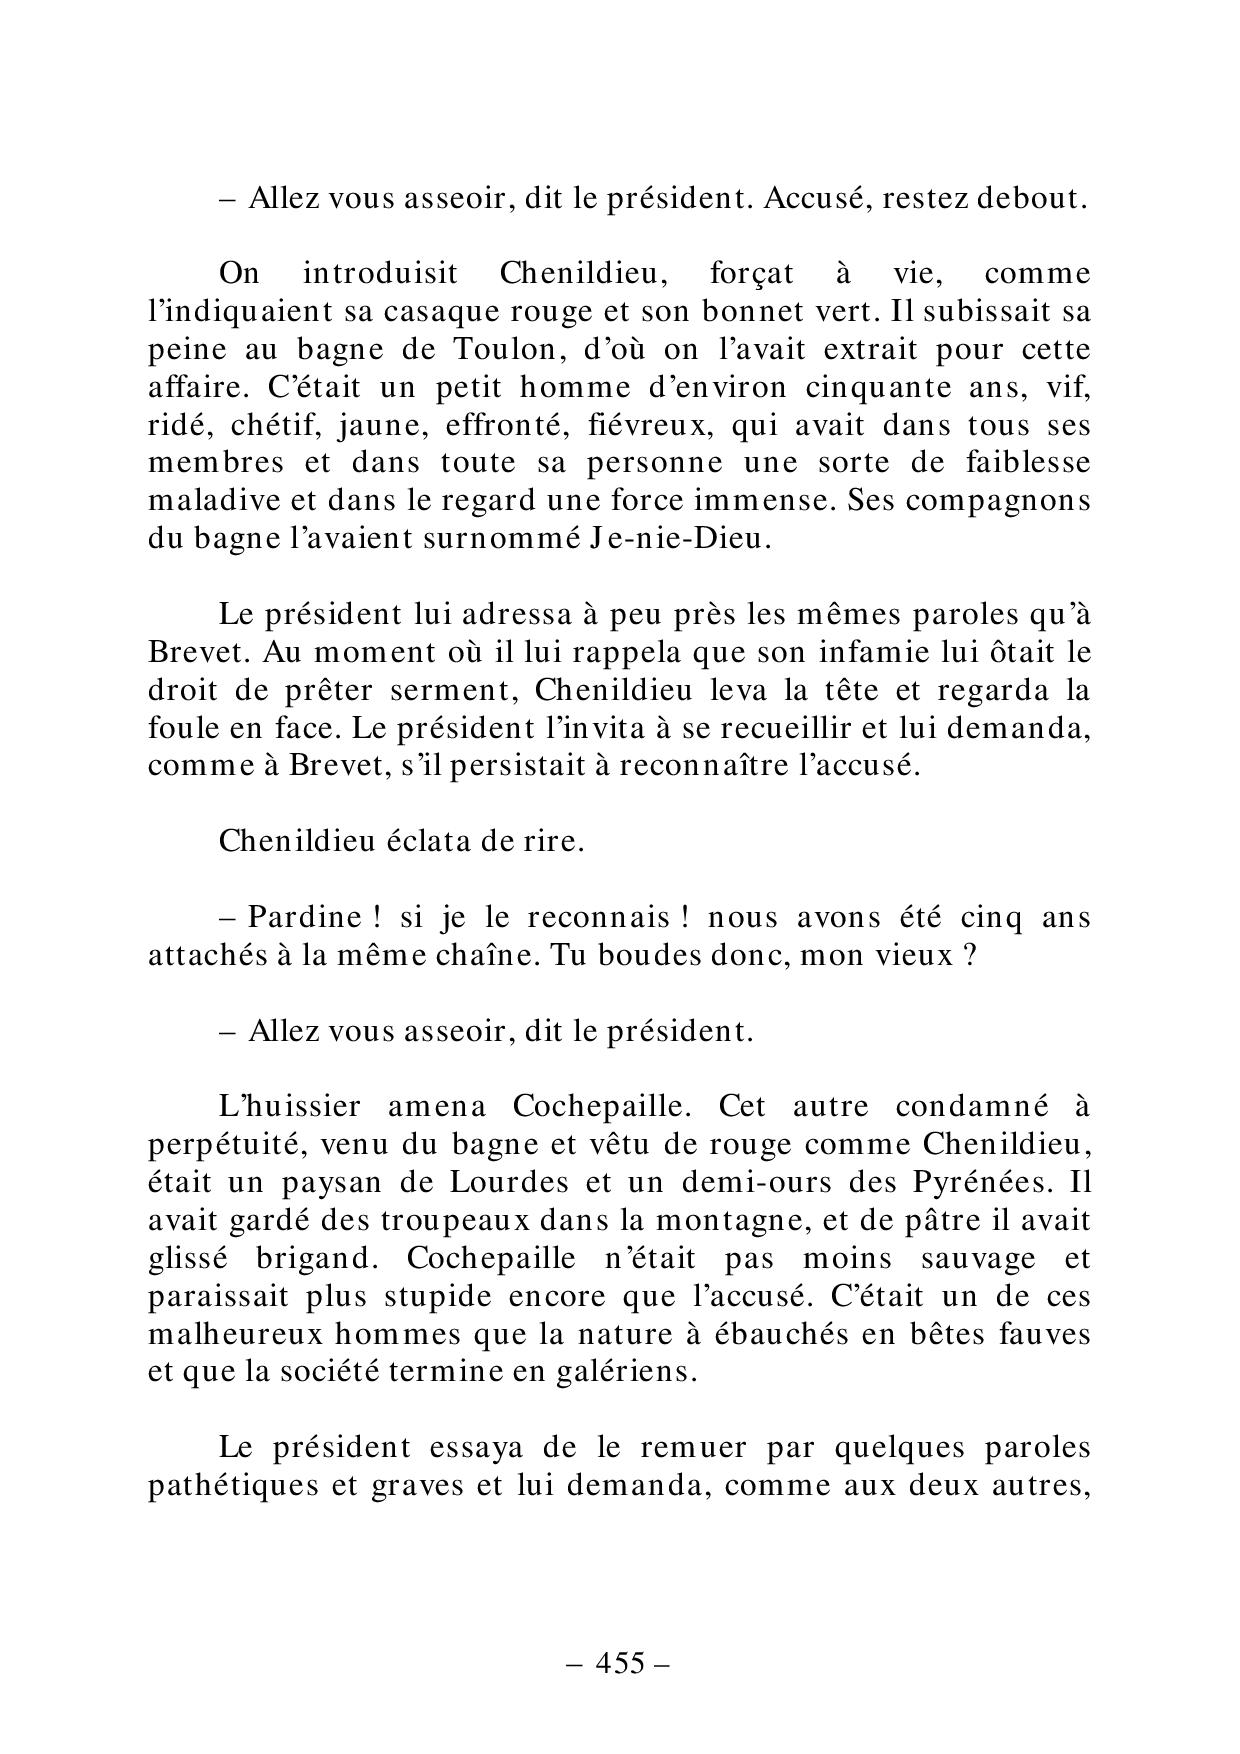 – Allez vous asseoir, dit le président. Accusé, restez debout.
On introduisit Chenildieu, forçat à vie, comme
l’indiquaient sa casaque rouge et son bonnet vert. Il subissait sa
peine au bagne de Toulon, d’où on l’avait extrait pour cette
affaire. C’était un petit homme d’environ cinquante ans, vif,
ridé, chétif, jaune, effronté, fiévreux, qui avait dans tous ses
membres et dans toute sa personne une sorte de faiblesse
maladive et dans le regard une force immense. Ses compagnons
du bagne l’avaient surnommé Je-nie-Dieu.
Le président lui adressa à peu près les mêmes paroles qu’à
Brevet. Au moment où il lui rappela que son infamie lui ôtait le
droit de prêter serment, Chenildieu leva la tête et regarda la
foule en face. Le président l’invita à se recueillir et lui demanda,
comme à Brevet, s’il persistait à reconnaître l’accusé.
Chenildieu éclata de rire.
– Pardine ! si je le reconnais ! nous avons été cinq ans
attachés à la même chaîne. Tu boudes donc, mon vieux ?
– Allez vous asseoir, dit le président.
L’huissier amena Cochepaille. Cet autre condamné à
perpétuité, venu du bagne et vêtu de rouge comme Chenildieu,
était un paysan de Lourdes et un demi-ours des Pyrénées. Il
avait gardé des troupeaux dans la montagne, et de pâtre il avait
glissé brigand. Cochepaille n’était pas moins sauvage et
paraissait plus stupide encore que l’accusé. C’était un de ces
malheureux hommes que la nature à ébauchés en bêtes fauves
et que la société termine en galériens.
Le président essaya de le remuer par quelques paroles
pathétiques et graves et lui demanda, comme aux deux autres,
– 455 –